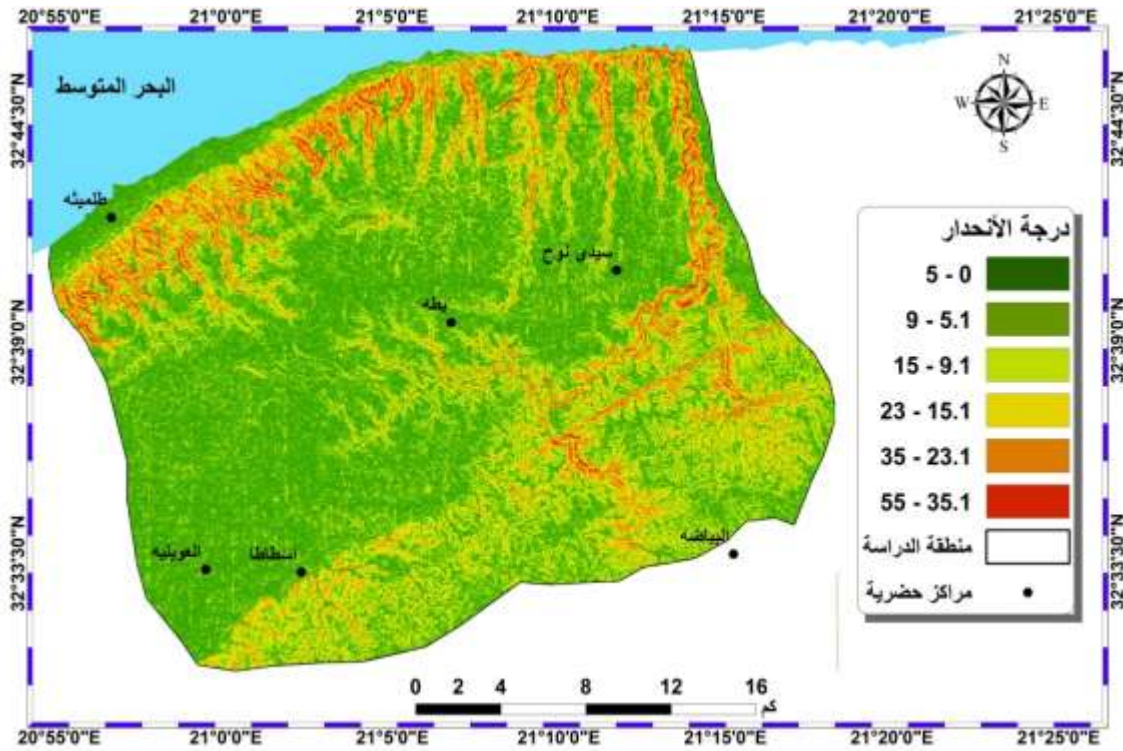 20°55'0"E 21°0'0"E 21°5'0"E 21°10'0"E 21°15'0"E 21°20'0"E 21°25'0"E
N
W E
S
البحر المتوسط
32°44'30"N
32°44'30"N
طلميثه
درجة الأنحدار
5 - 0
9 - 5.1
15 - 9.1
23 - 15.1
35 - 23.1
55 - 35.1
منطقة الدراسة
مراكز حضرية
سيدي نوح
بطه
32°39'0"N
32°39'0"N
البياضه
العويليه
اسطاطا
32°33'30"N
32°33'30"N
0 2 4 8 12 16
كم
20°55'0"E 21°0'0"E 21°5'0"E 21°10'0"E 21°15'0"E 21°20'0"E 21°25'0"E